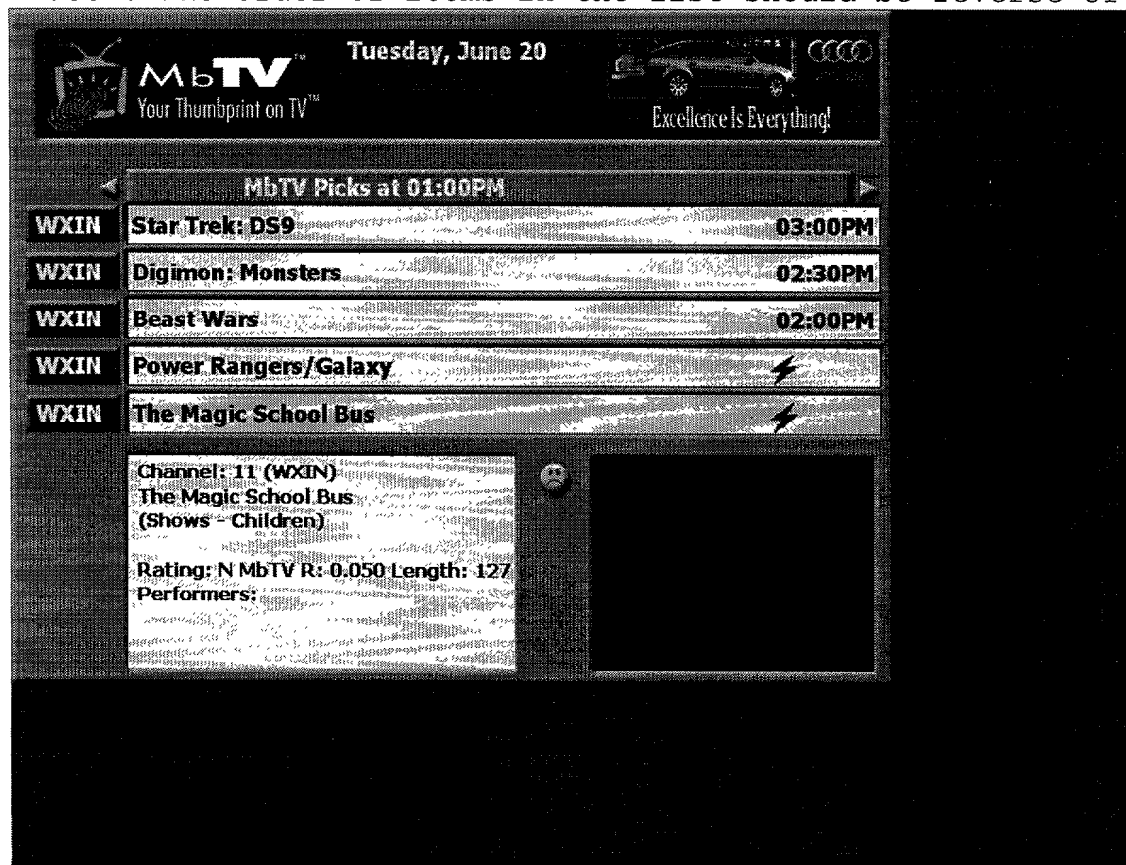 Tuesday, June 20
MbTV™
Your Thumbprint on TV™
Excellence Is Everything!
MbTV Picks at 01:00PM
WXIN Star Trek: DS9 03:00PM
WXIN Digimon: Monsters 02:30PM
WXIN Beast Wars 02:00PM
WXIN Power Rangers/Galaxy
WXIN The Magic School Bus
Channel: 11 (WXIN)
The Magic School Bus
(Shows - Children)
Rating: N MbTV R: 0.050 Length: 127
Performers: